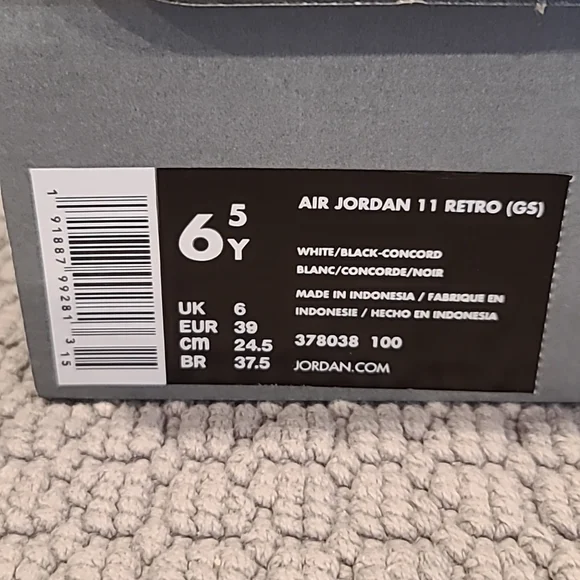 1 91887 99281 3 15
6 5 Y
AIR JORDAN 11 RETRO (GS)
WHITE/BLACK-CONCORD
BLANC/CONCORDE/NOIR
MADE IN INDONESIA / FABRIQUE EN
INDONESIE / HECHO EN INDONESIA
378038 100
JORDAN.COM
UK 6
EUR 39
cm 24.5
BR 37.5